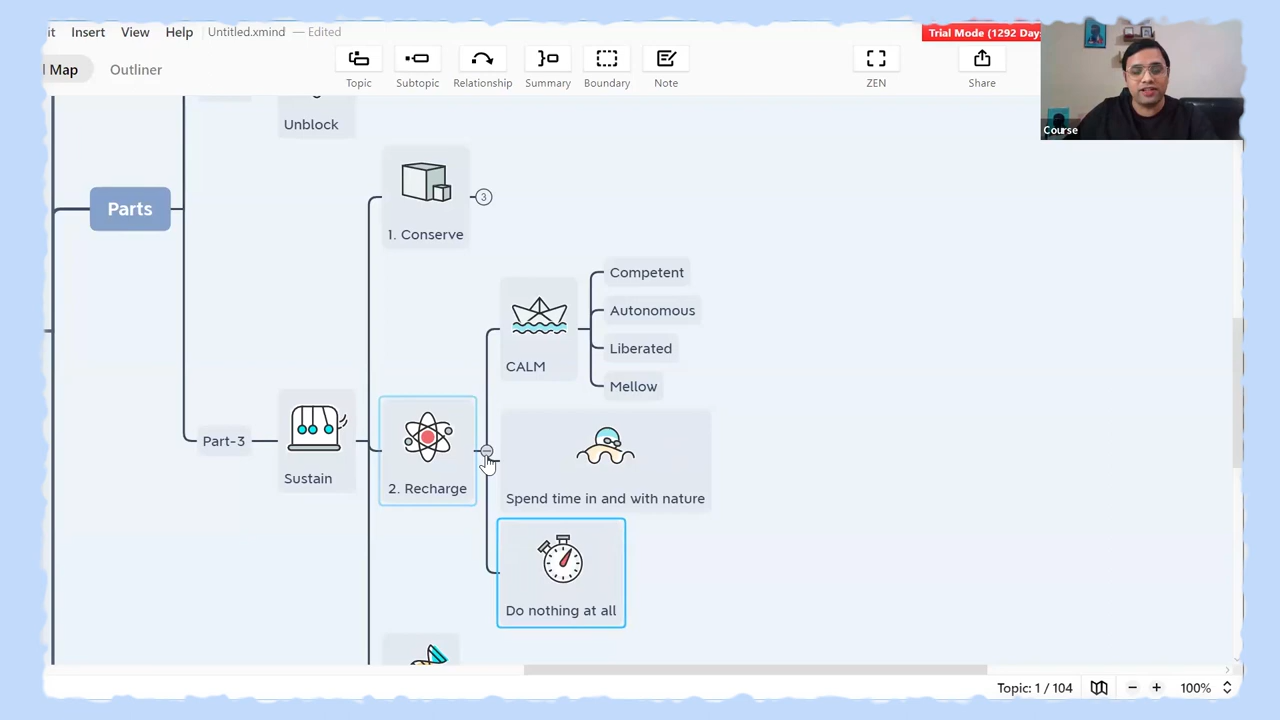 it Insert View Help Untitled.xmind — Edited
Trial Mode (1292 Days
Map Outliner
Topic Subtopic Relationship Summary Boundary Note ZEN Share
Course
Unblock
Parts
3
1. Conserve
CALM
Competent
Autonomous
Liberated
Mellow
Part-3
Sustain
2. Recharge
Spend time in and with nature
Do nothing at all
Topic: 1 / 104 100%